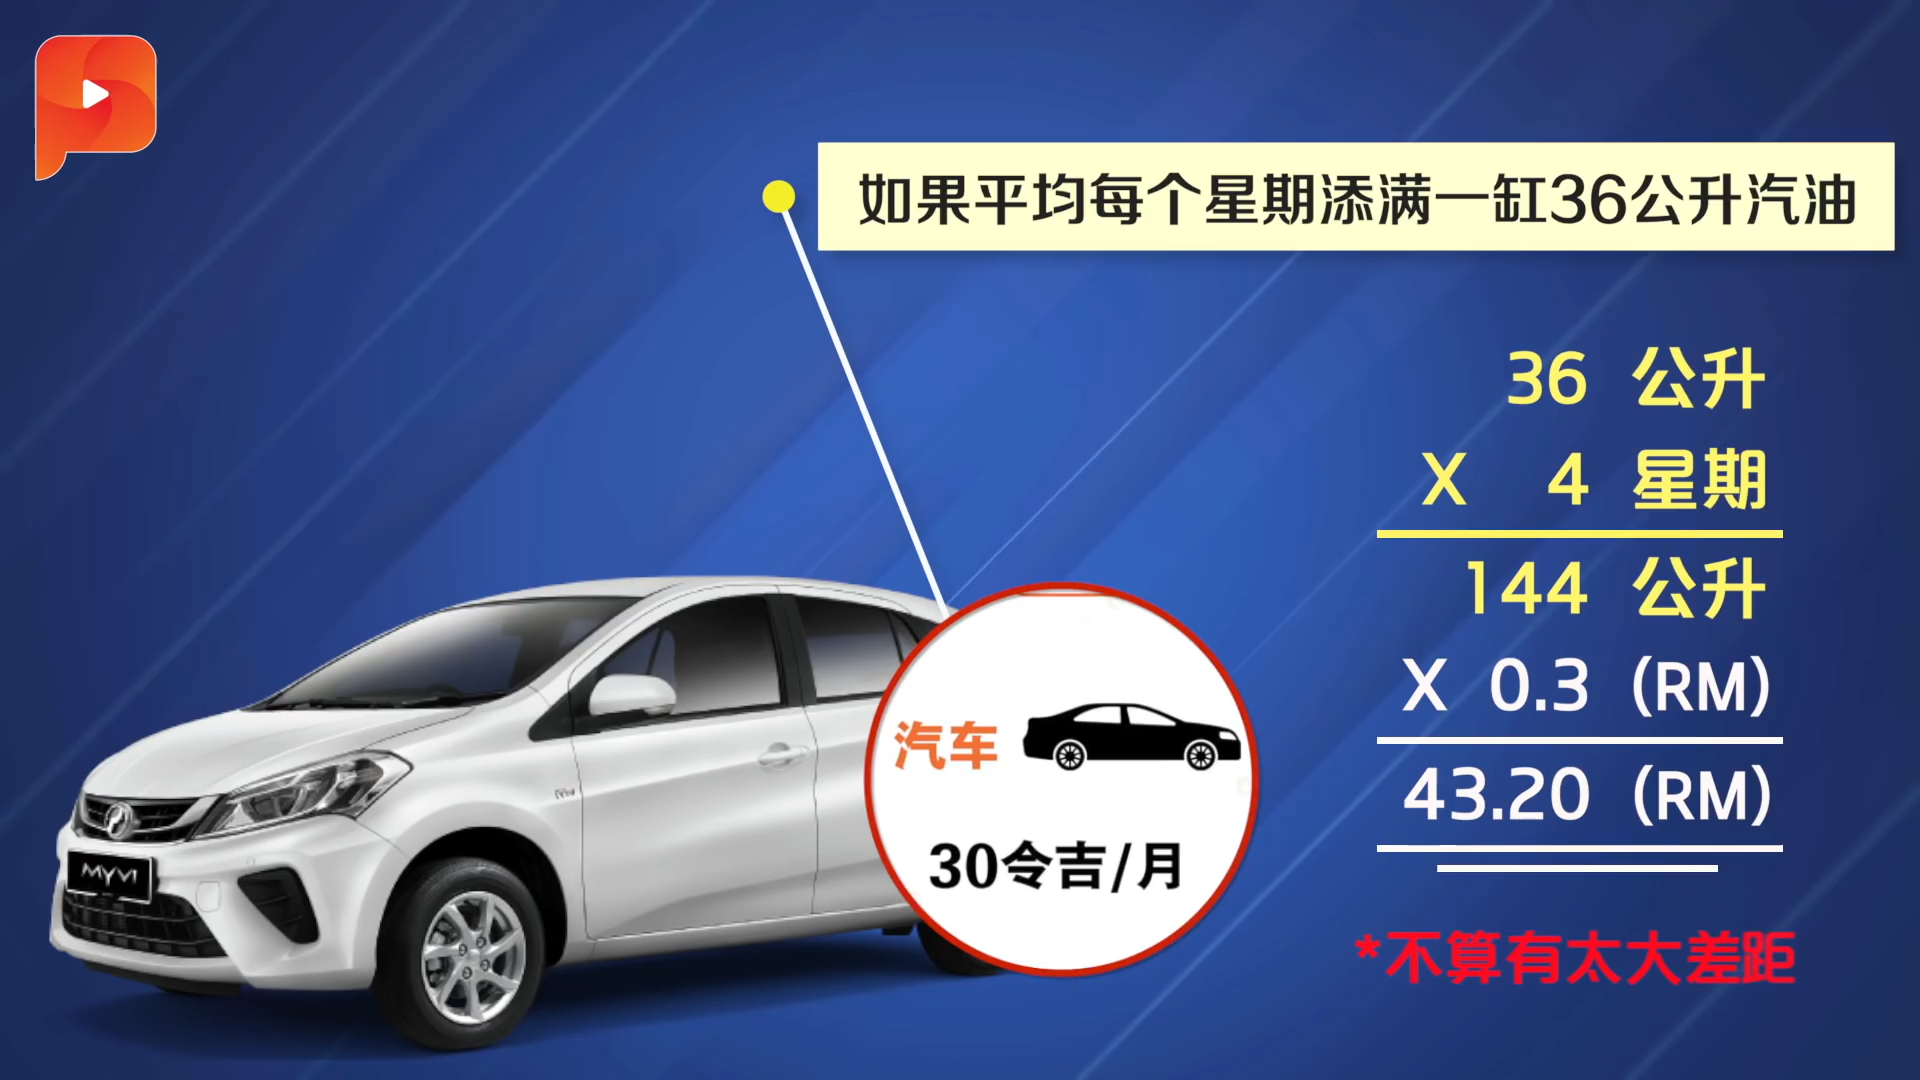 如果平均每个星期添满一缸36公升汽油
36 公升
X 4 星期
144 公升
X 0.3 (RM)
43.20 (RM)
*不算有太大差距
汽车
30令吉/月
MYVI